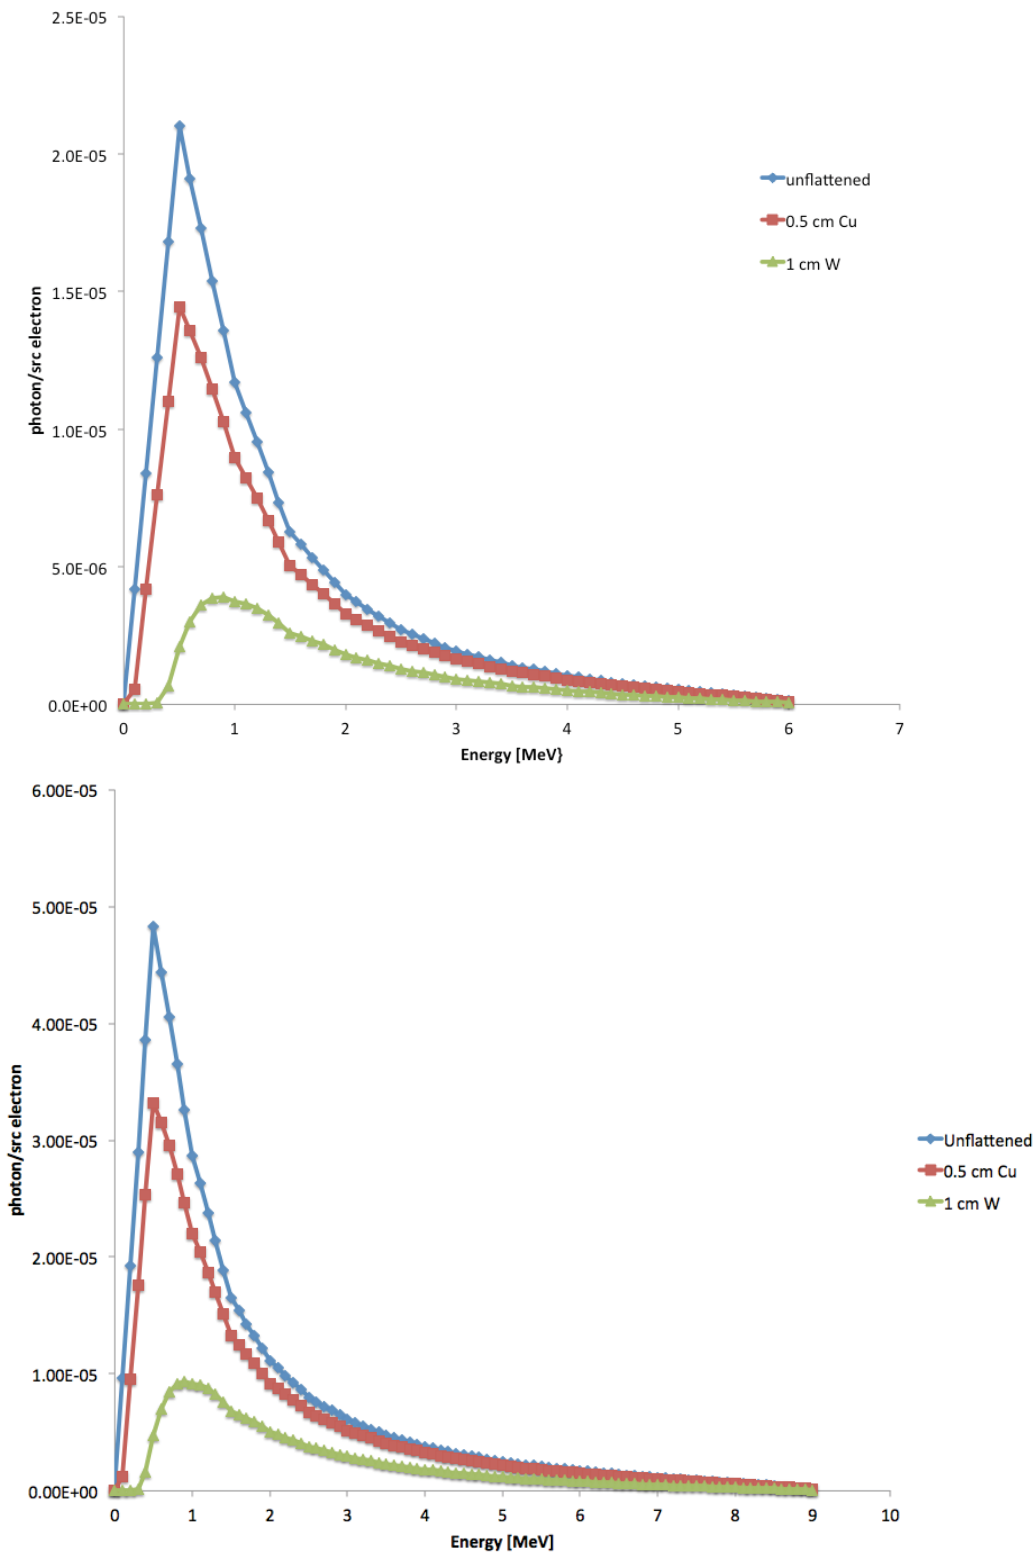 2.5E-05
2.0E-05
1.5E-05
1.0E-05
5.0E-06
0.0E+00
photon/src electron
unflattened
0.5 cm Cu
1 cm W
0 1 2 3 4 5 6 7
Energy [MeV}
6.00E-05
5.00E-05
4.00E-05
3.00E-05
2.00E-05
1.00E-05
0.00E+00
photon/src electron
Unflattened
0.5 cm Cu
1 cm W
0 1 2 3 4 5 6 7 8 9 10
Energy [MeV]